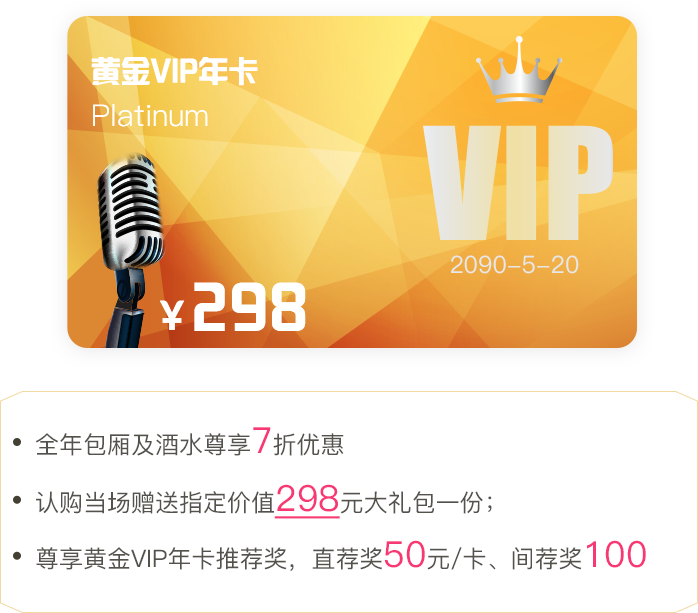 黄金VIP年卡
Platinum
VIP
2090-5-20
¥298
• 全年包厢及酒水尊享7折优惠
• 认购当场赠送指定价值298元大礼包一份；
• 尊享黄金VIP年卡推荐奖，直荐奖50元/卡、间荐奖100